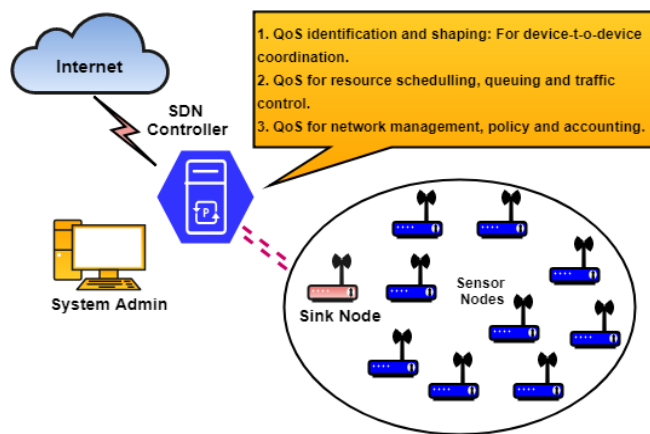 Internet
1. QoS identification and shaping: For device-t-o-device
coordination.
2. QoS for resource schedulling, queuing and traffic
control.
3. QoS for network management, policy and accounting.
SDN
Controller
P
System Admin
Sink Node
Sensor
Nodes